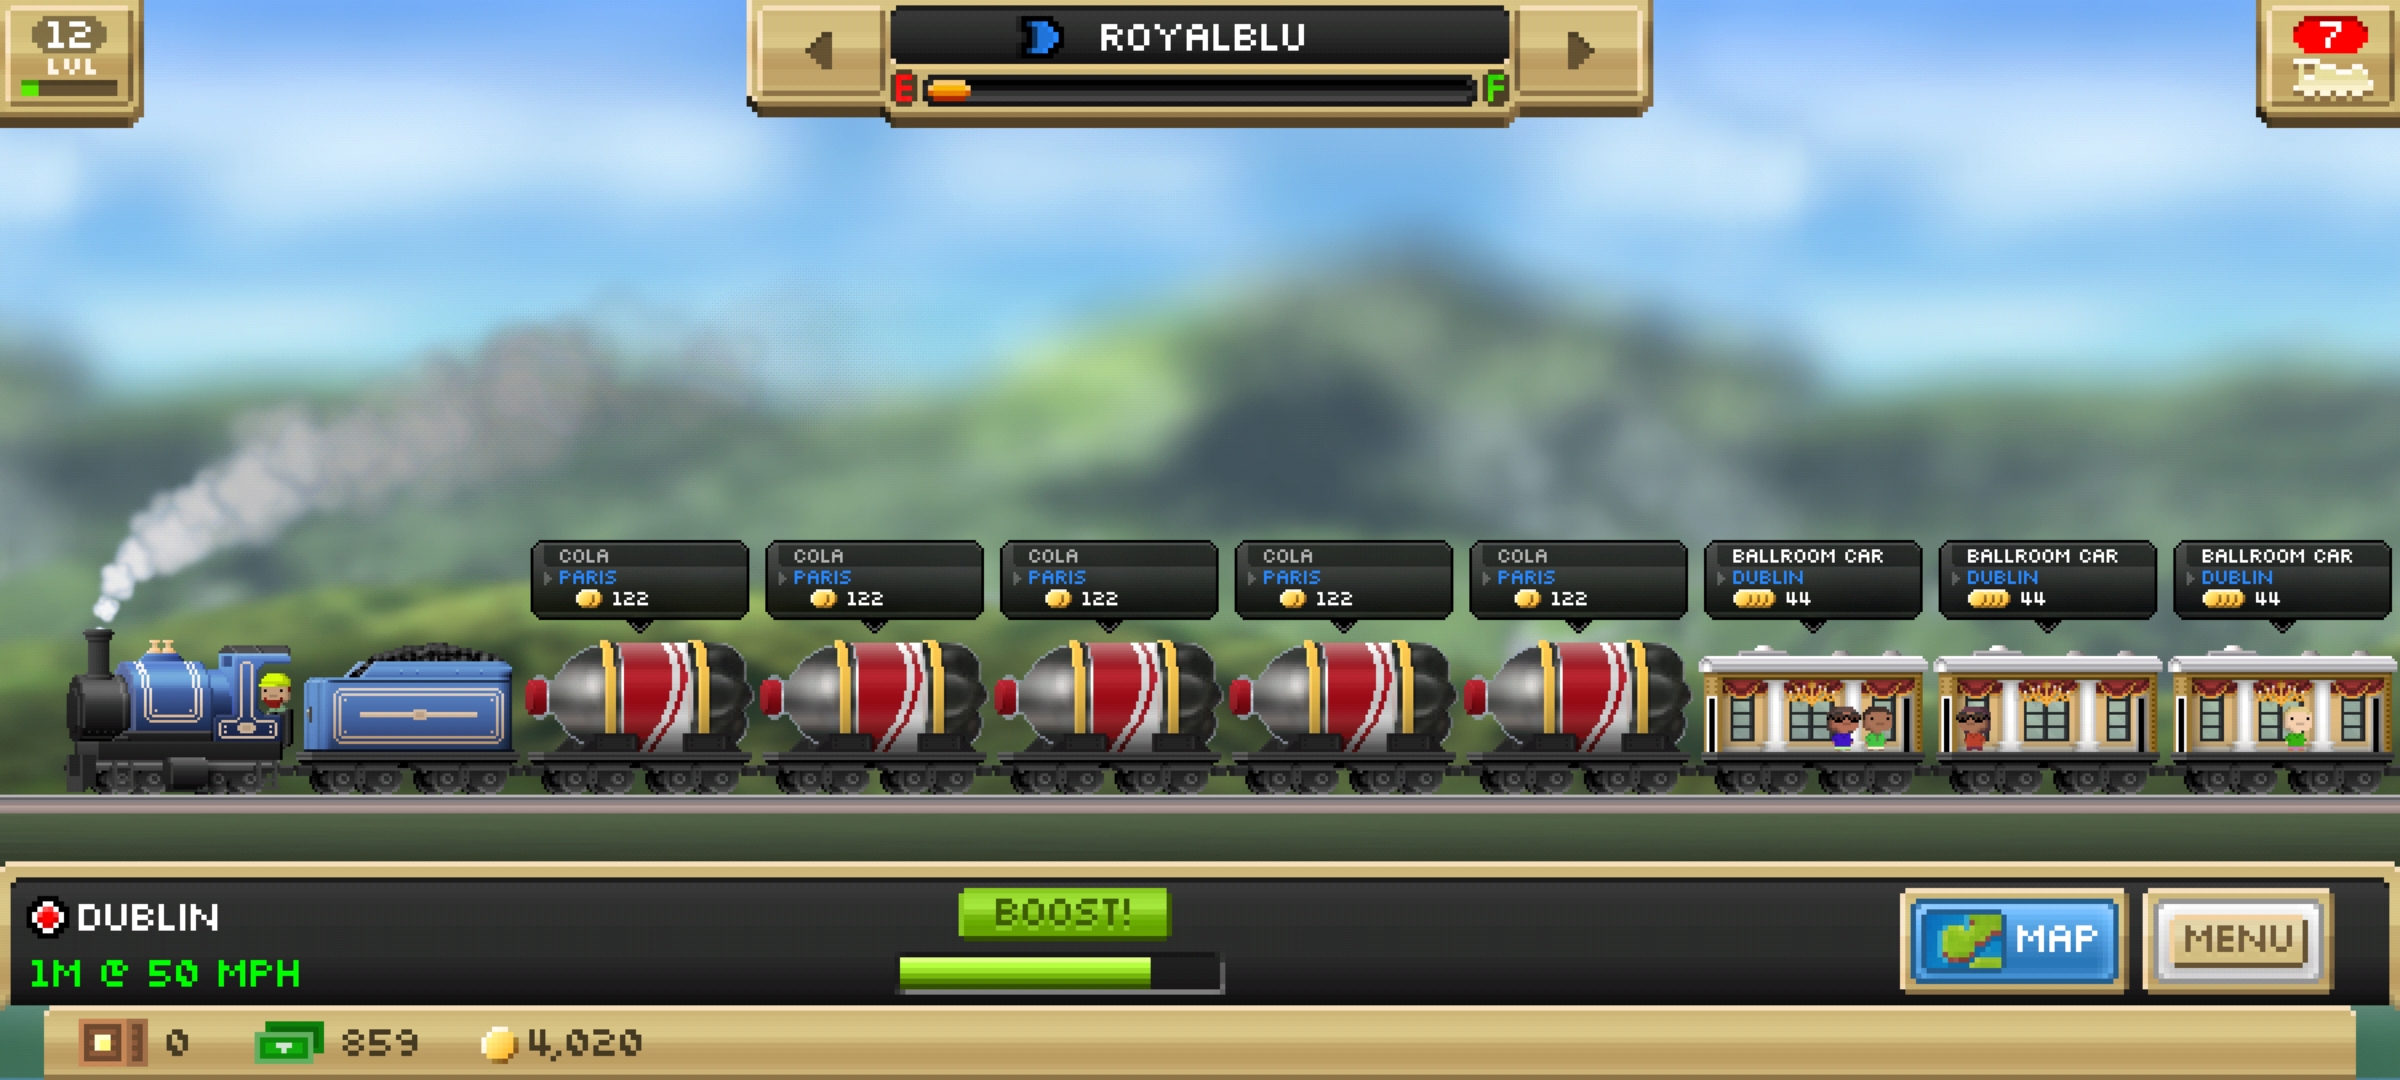 12
LVL
ROYALBLU
E F
7
COLA
PARIS
122
COLA
PARIS
122
COLA
PARIS
122
COLA
PARIS
122
COLA
PARIS
122
BALLROOM CAR
DUBLIN
44
BALLROOM CAR
DUBLIN
44
BALLROOM CAR
DUBLIN
44
DUBLIN
1M @ 50 MPH
BOOST!
MAP
MENU
0 859 4,020